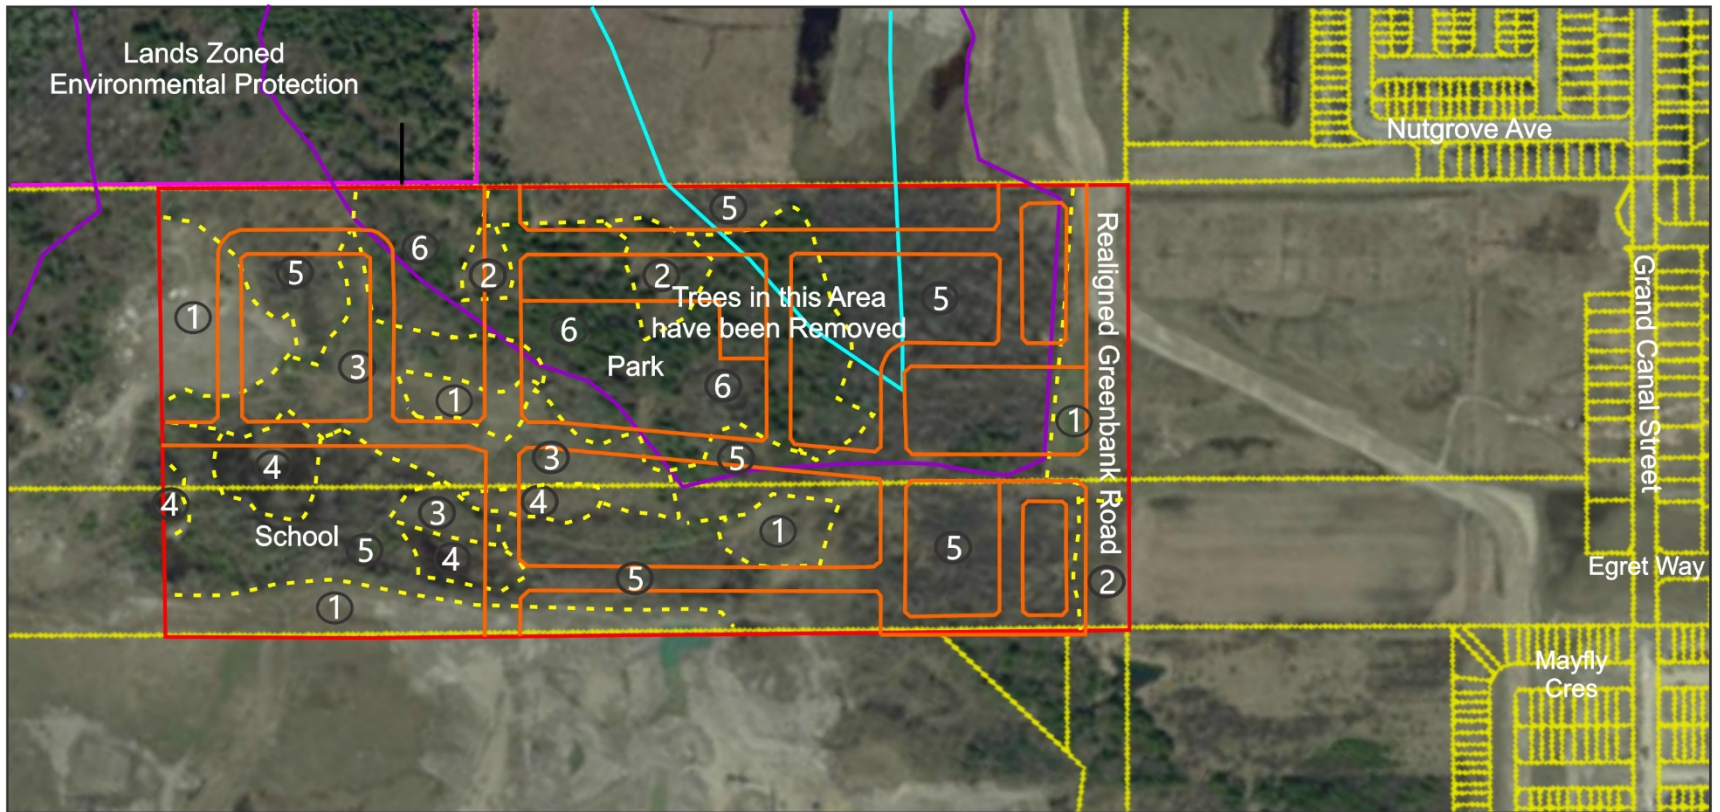 Lands Zoned
Environmental Protection
Nutgrove Ave
5
6
5
2
2
1
Trees in this Area
have been Removed
5
6
Park
3
6
1
1
Realigned Greenbank Road
Grand Canal Street
3
5
4
4
4
3
1
School
5
4
5
5
2
1
Egret Way
Mayfly
Cres